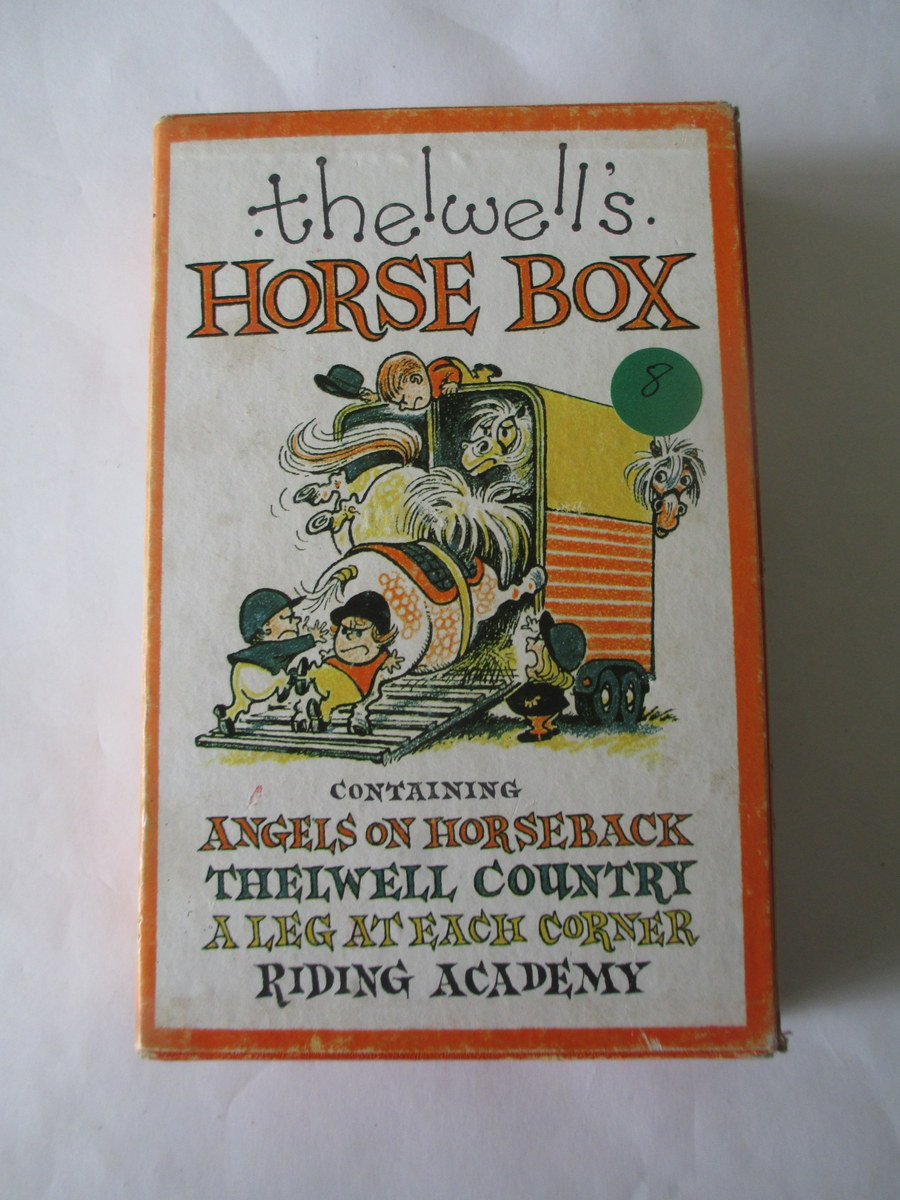 thelwell's
HORSE BOX
8
CONTAINING
ANGELS ON HORSEBACK
THELWELL COUNTRY
A LEG AT EACH CORNER
RIDING ACADEMY